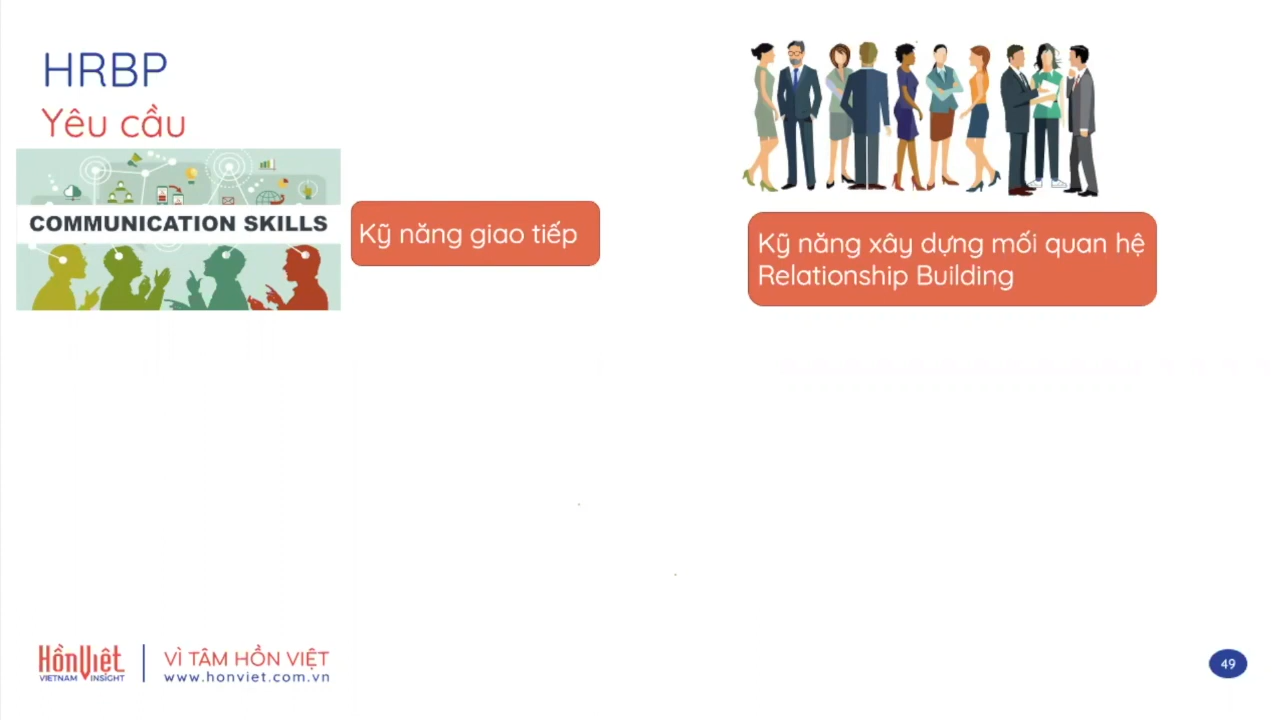 HRBP
Yêu cầu
COMMUNICATION SKILLS
Kỹ năng giao tiếp
Kỹ năng xây dựng mối quan hệ
Relationship Building
HồnViệt
VIETNAM INSIGHT
VÌ TÂM HỒN VIỆT
www.honviet.com.vn
49